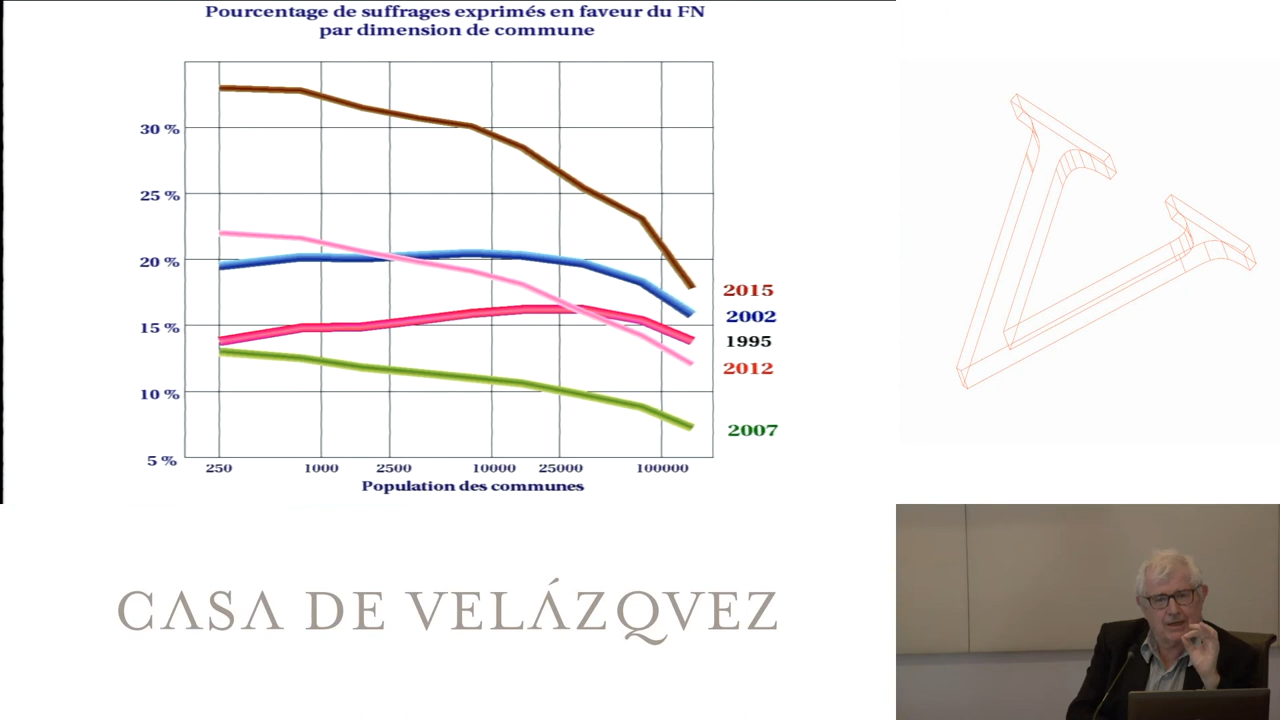 Pourcentage de suffrages exprimés en faveur du FN
par dimension de commune
30 %
25 %
20 %
15 %
10 %
5 %
2015
2002
1995
2012
2007
250 1000 2500 10000 25000 100000
Population des communes
CASA DE VELÁZQVEZ